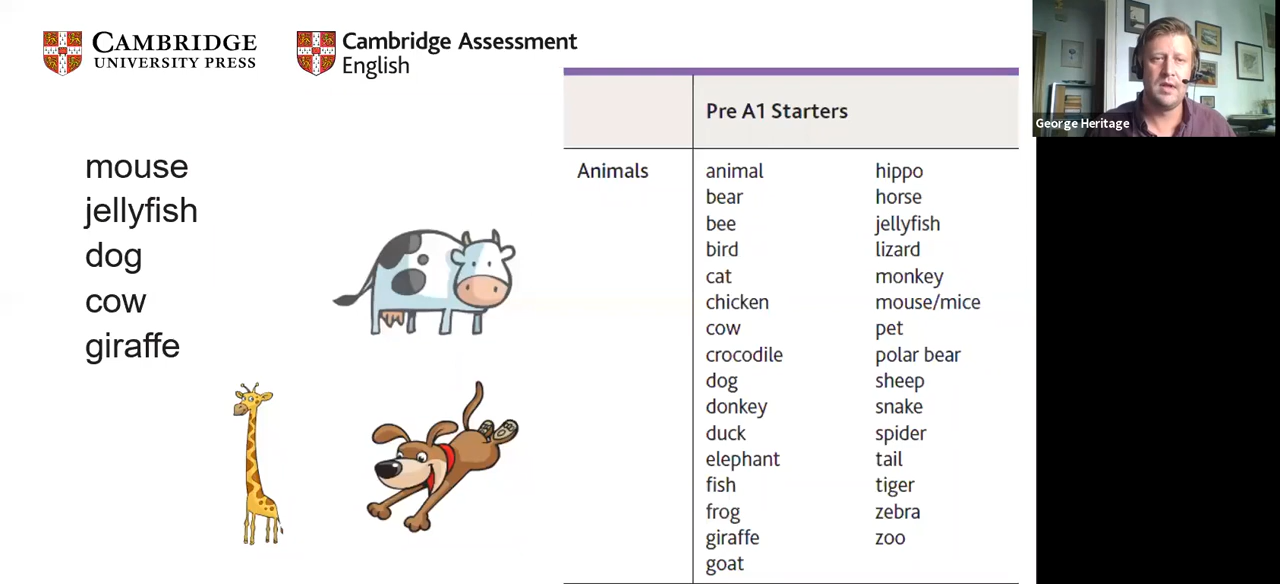 CAMBRIDGE
UNIVERSITY PRESS
Cambridge Assessment
English
mouse
jellyfish
dog
cow
giraffe
Pre A1 Starters
Animals
animal
bear
bee
bird
cat
chicken
cow
crocodile
dog
donkey
duck
elephant
fish
frog
giraffe
goat
hippo
horse
jellyfish
lizard
monkey
mouse/mice
pet
polar bear
sheep
snake
spider
tail
tiger
zebra
zoo
George Heritage